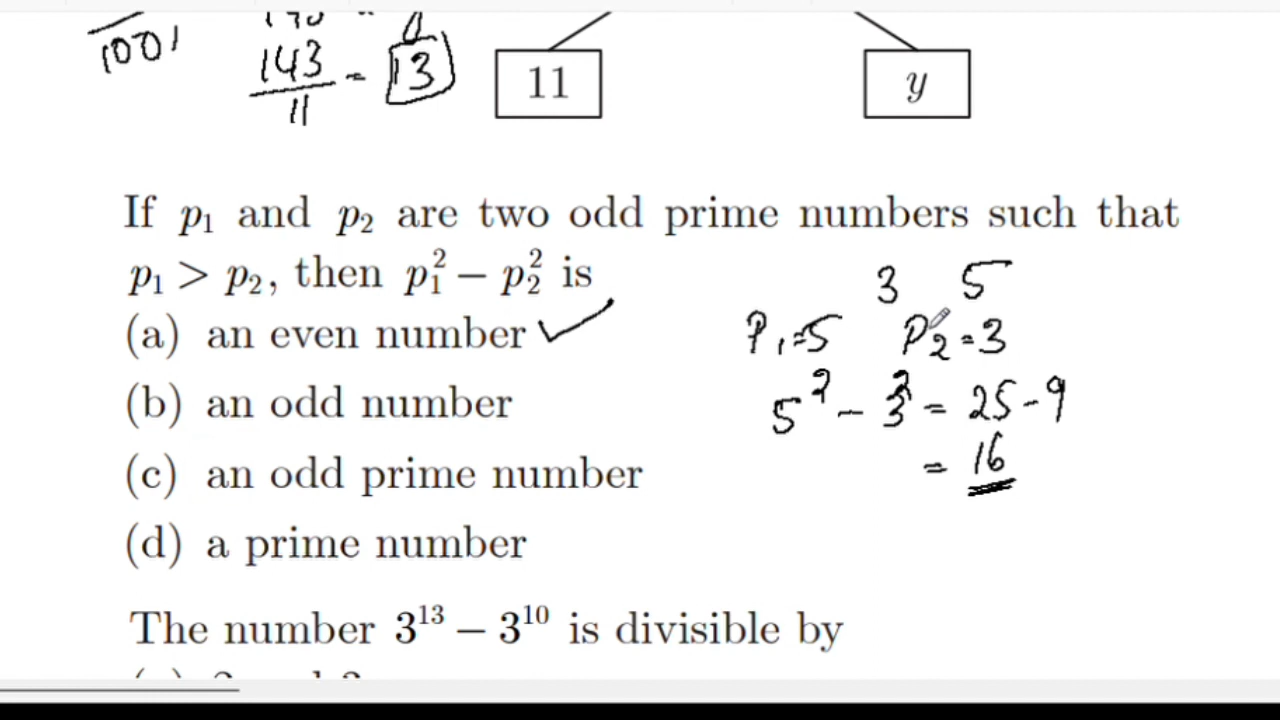 1001
143
11
= 13
11
y
If p₁ and p₂ are two odd prime numbers such that
p₁ > p₂, then p₁² – p₂² is
3 5
(a) an even number ✓
P₁=5 P₂=3
(b) an odd number
5² – 3² = 25-9
= 16
(c) an odd prime number
(d) a prime number
The number 3¹³ – 3¹⁰ is divisible by